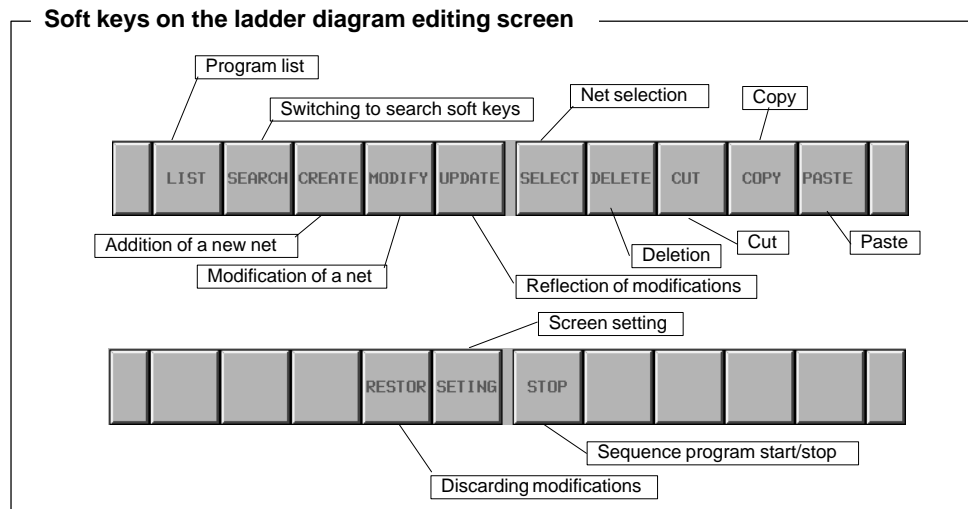 Soft keys on the ladder diagram editing screen
Program list
Switching to search soft keys
Net selection
Copy
LIST SEARCH CREATE MODIFY UPDATE SELECT DELETE CUT COPY PASTE
Addition of a new net
Modification of a net
Deletion
Cut
Paste
Reflection of modifications
Screen setting
RESTOR SETING STOP
Sequence program start/stop
Discarding modifications